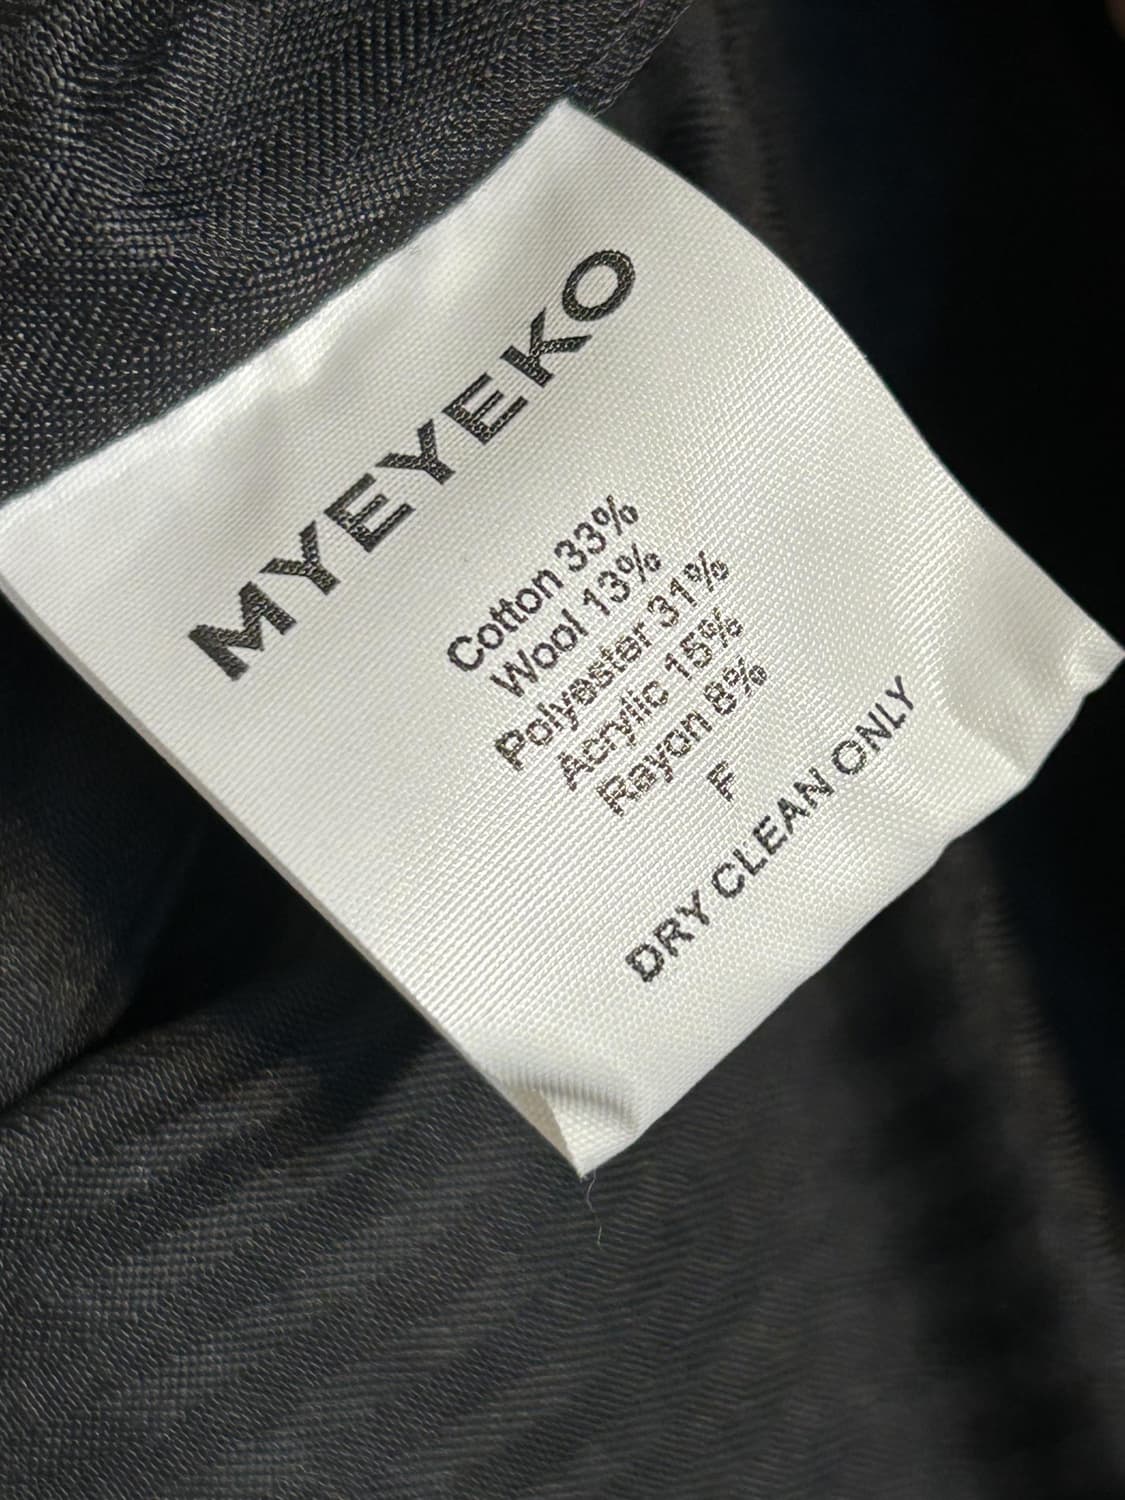 MYEYEKO
Cotton 33%
Wool 13%
Polyester 31%
Acrylic 15%
Rayon 8%
F
DRY CLEAN ONLY